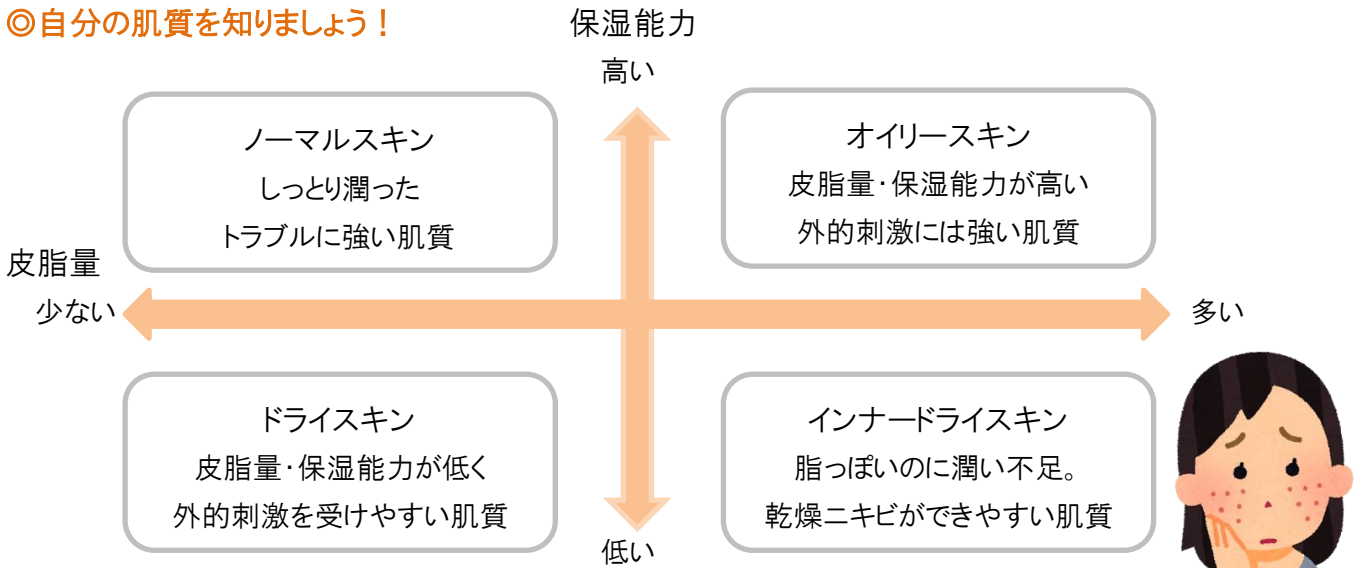 ◎自分の肌質を知りましょう！
保湿能力
高い
ノーマルスキン
しっとり潤った
トラブルに強い肌質
オイリースキン
皮脂量・保湿能力が高い
外的刺激には強い肌質
皮脂量
少ない
多い
ドライスキン
皮脂量・保湿能力が低く
外的刺激を受けやすい肌質
インナードライスキン
脂っぽいのに潤い不足。
乾燥ニキビができやすい肌質
低い